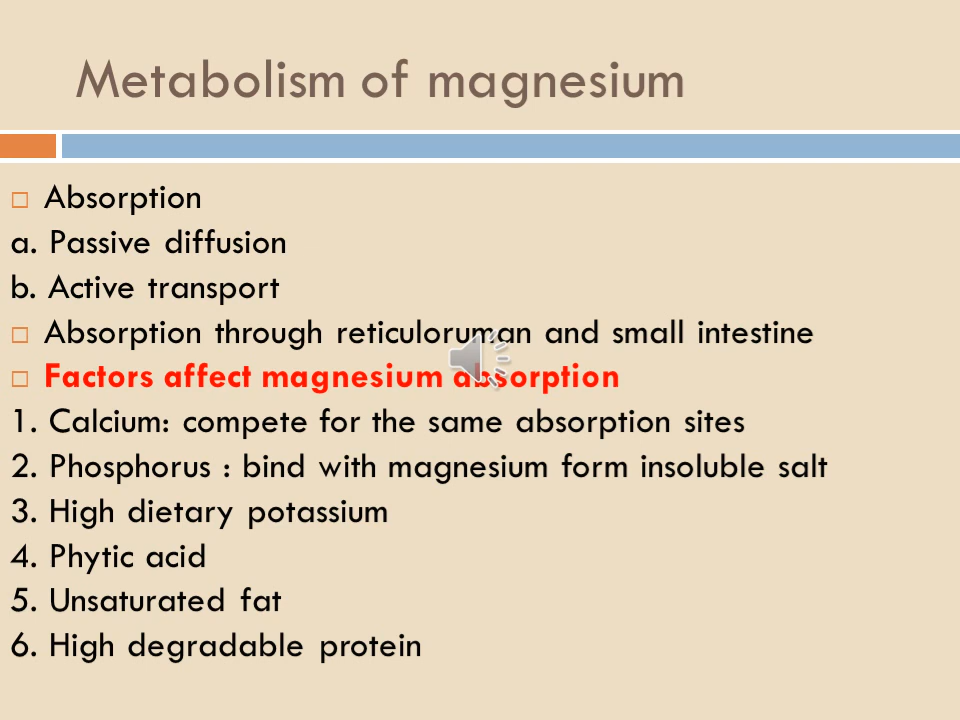 Metabolism of magnesium
Absorption
a. Passive diffusion
b. Active transport
Absorption through reticuloruman and small intestine
Factors affect magnesium absorption
1. Calcium: compete for the same absorption sites
2. Phosphorus : bind with magnesium form insoluble salt
3. High dietary potassium
4. Phytic acid
5. Unsaturated fat
6. High degradable protein